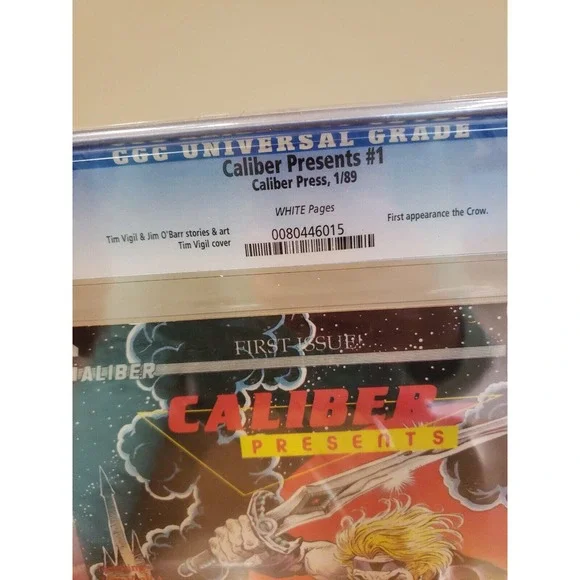 CGC UNIVERSAL GRADE
Caliber Presents #1
Caliber Press, 1/89
WHITE Pages
Tim Vigil & Jim O'Barr stories & art
Tim Vigil cover
First appearance the Crow.
0080446015
FIRST ISSUE!
CALIBER
CALIBER
PRESENTS